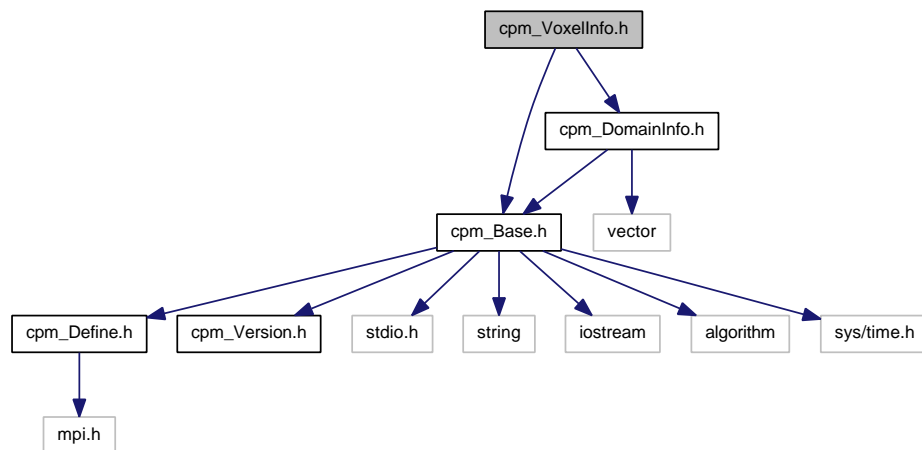 cpm_VoxelInfo.h
cpm_DomainInfo.h
cpm_Base.h
vector
cpm_Define.h
cpm_Version.h
stdio.h
string
iostream
algorithm
sys/time.h
mpi.h